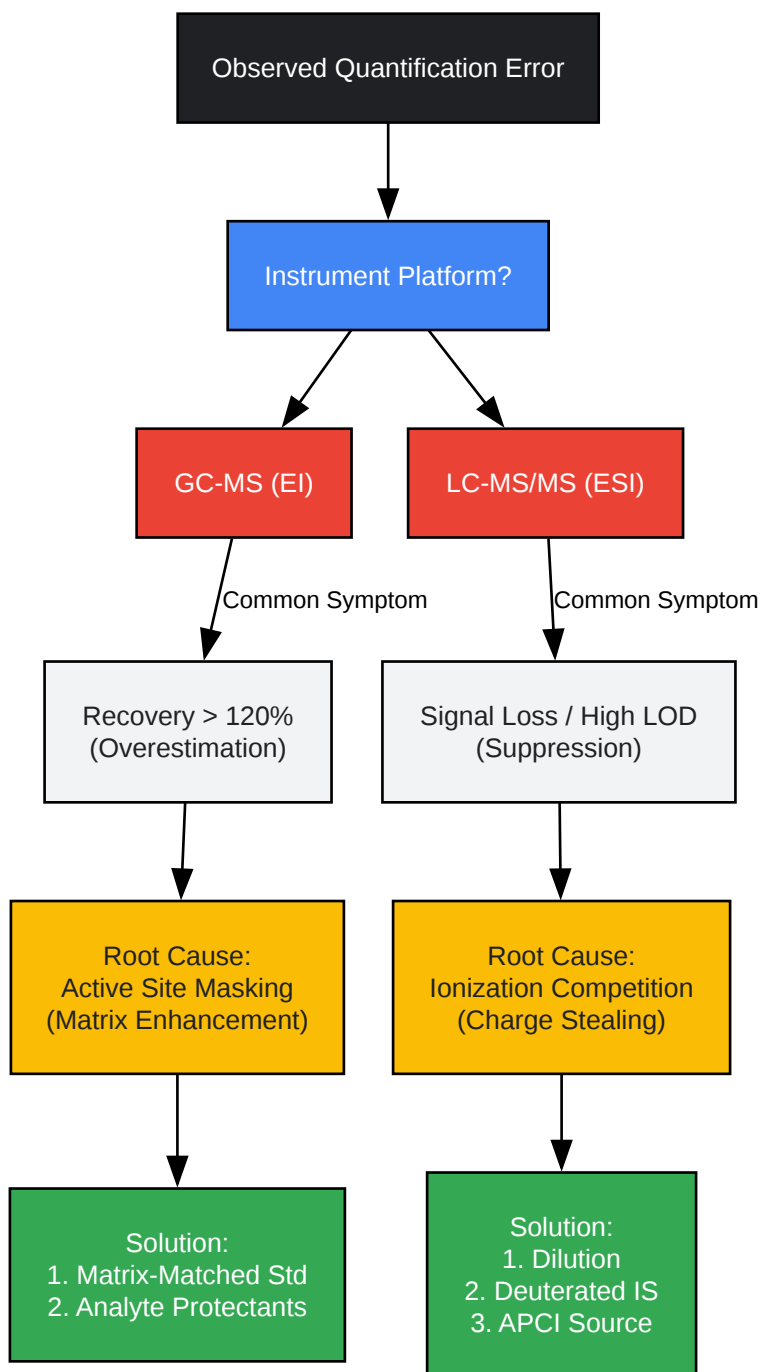 Observed Quantification Error
Instrument Platform?
GC-MS (EI)
LC-MS/MS (ESI)
Common Symptom
Common Symptom
Recovery > 120%
(Overestimation)
Signal Loss / High LOD
(Suppression)
Root Cause:
Active Site Masking
(Matrix Enhancement)
Root Cause:
Ionization Competition
(Charge Stealing)
Solution:
1. Matrix-Matched Std
2. Analyte Protectants
Solution:
1. Dilution
2. Deuterated IS
3. APCI Source